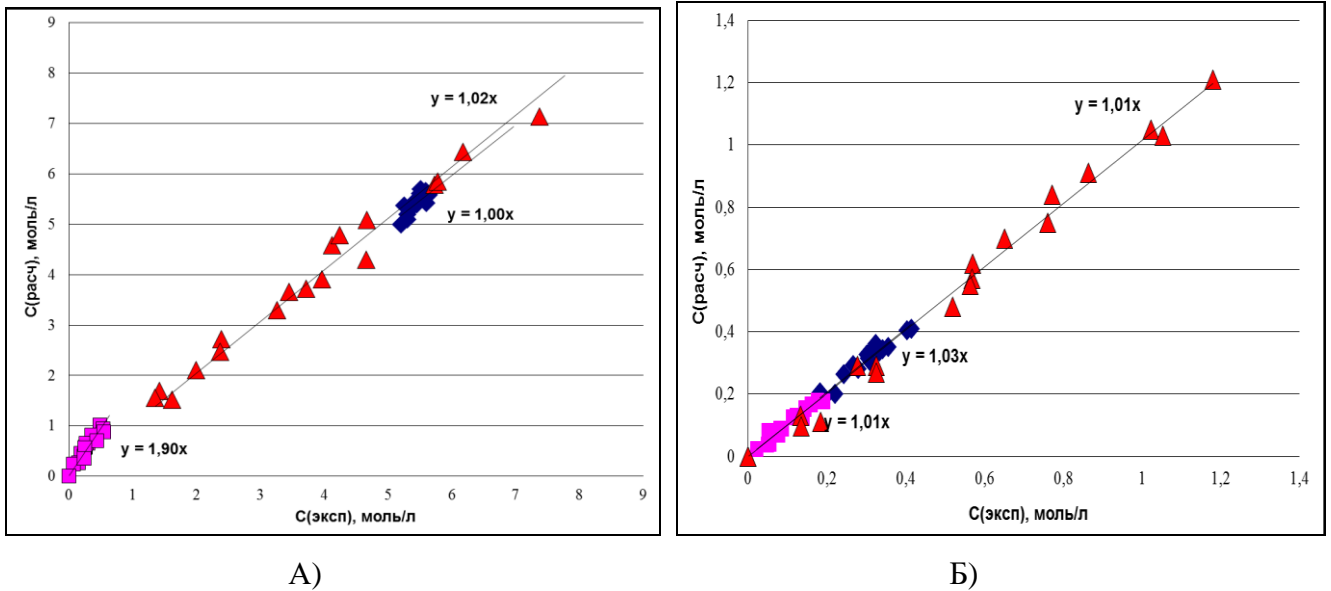 9
8
7
6
5
4
3
2
1
0
С(расч), моль/л
y = 1,02x
y = 1,00x
y = 1,90x
0 1 2 3 4 5 6 7 8 9
С(эксп), моль/л
А)
1,4
1,2
1
0,8
0,6
0,4
0,2
0
С(расч), моль/л
y = 1,01x
y = 1,03x
y = 1,01x
0 0,2 0,4 0,6 0,8 1 1,2 1,4
С(эксп), моль/л
Б)